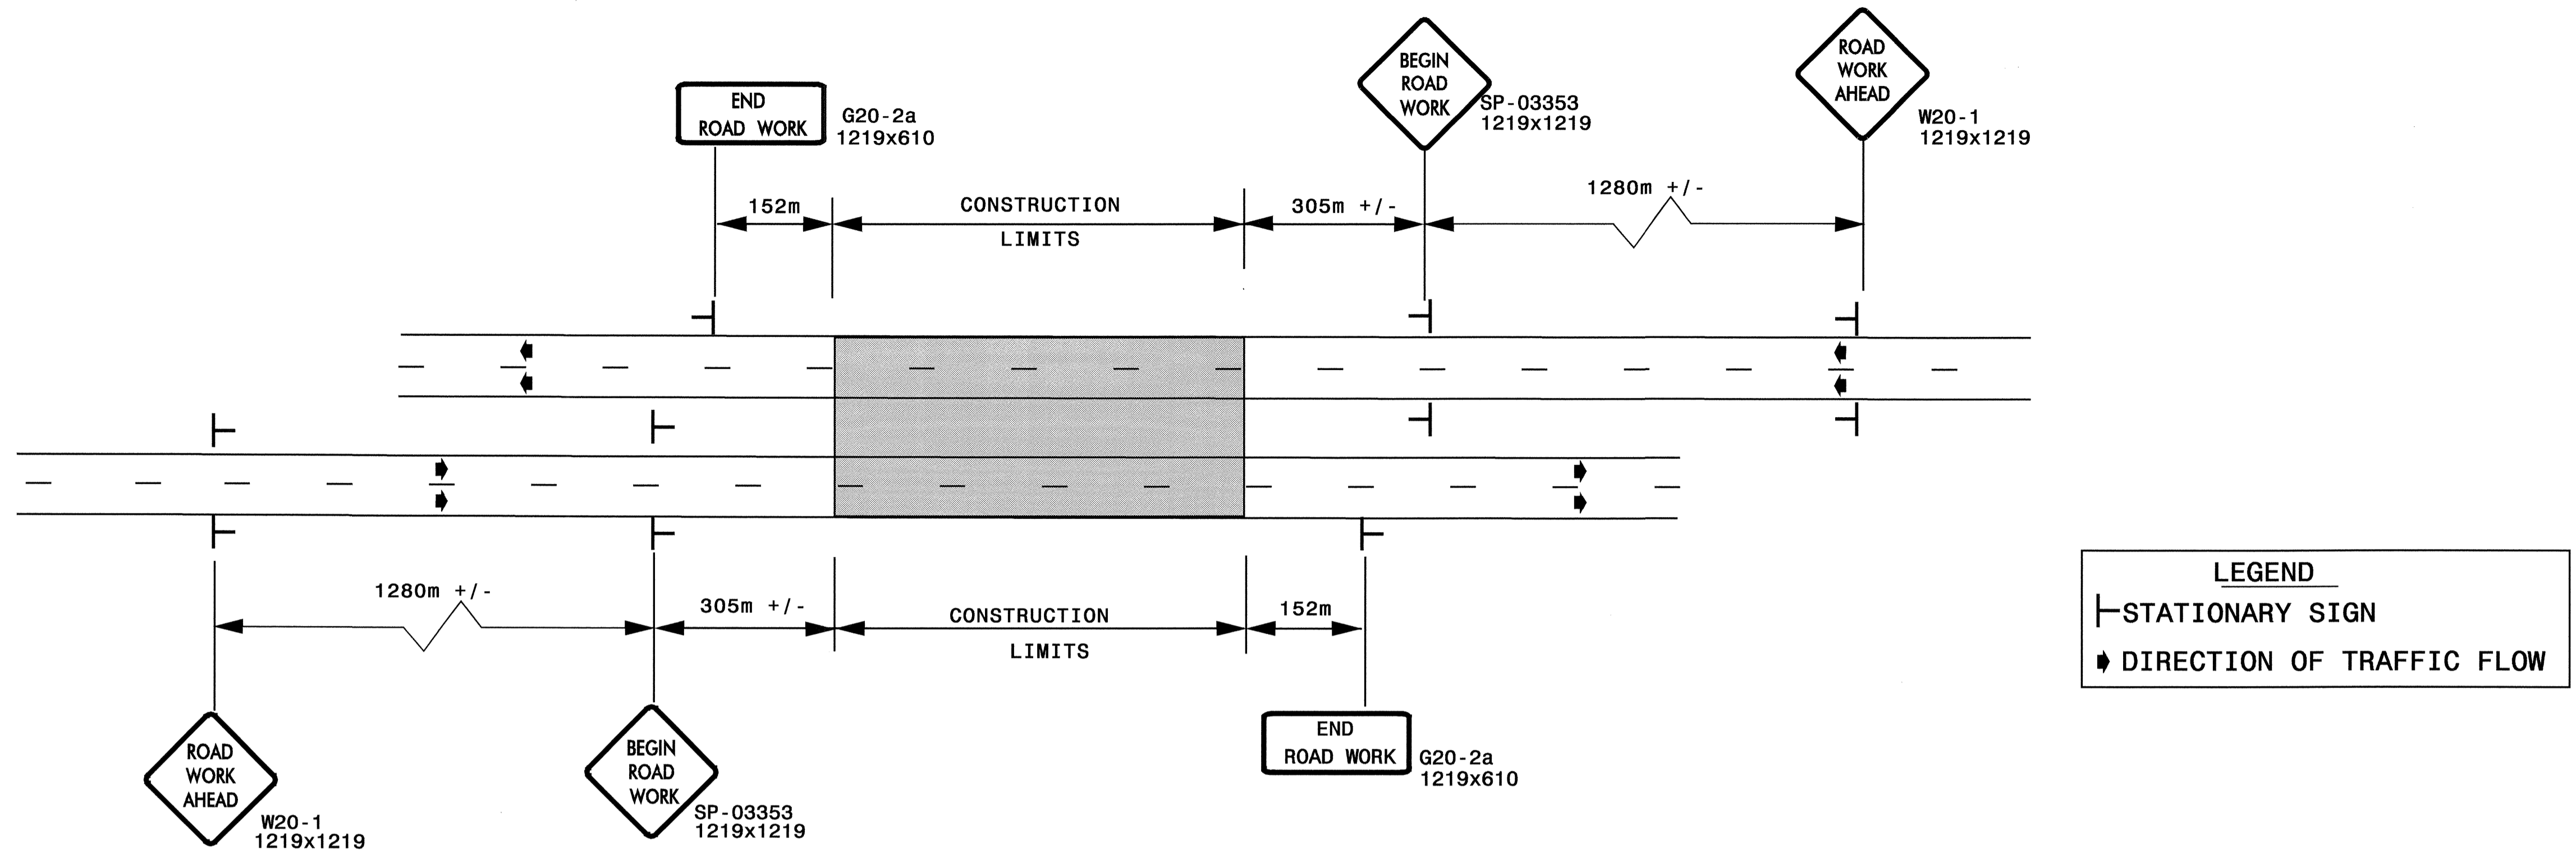 END
ROAD WORK
G20-2a
1219x610
BEGIN
ROAD
WORK
SP-03353
1219x1219
ROAD
WORK
AHEAD
W20-1
1219x1219
152m
CONSTRUCTION
LIMITS
305m +/-
1280m +/-
1280m +/-
305m +/-
CONSTRUCTION
LIMITS
152m
ROAD
WORK
AHEAD
W20-1
1219x1219
BEGIN
ROAD
WORK
SP-03353
1219x1219
END
ROAD WORK
G20-2a
1219x610
LEGEND
STATIONARY SIGN
DIRECTION OF TRAFFIC FLOW